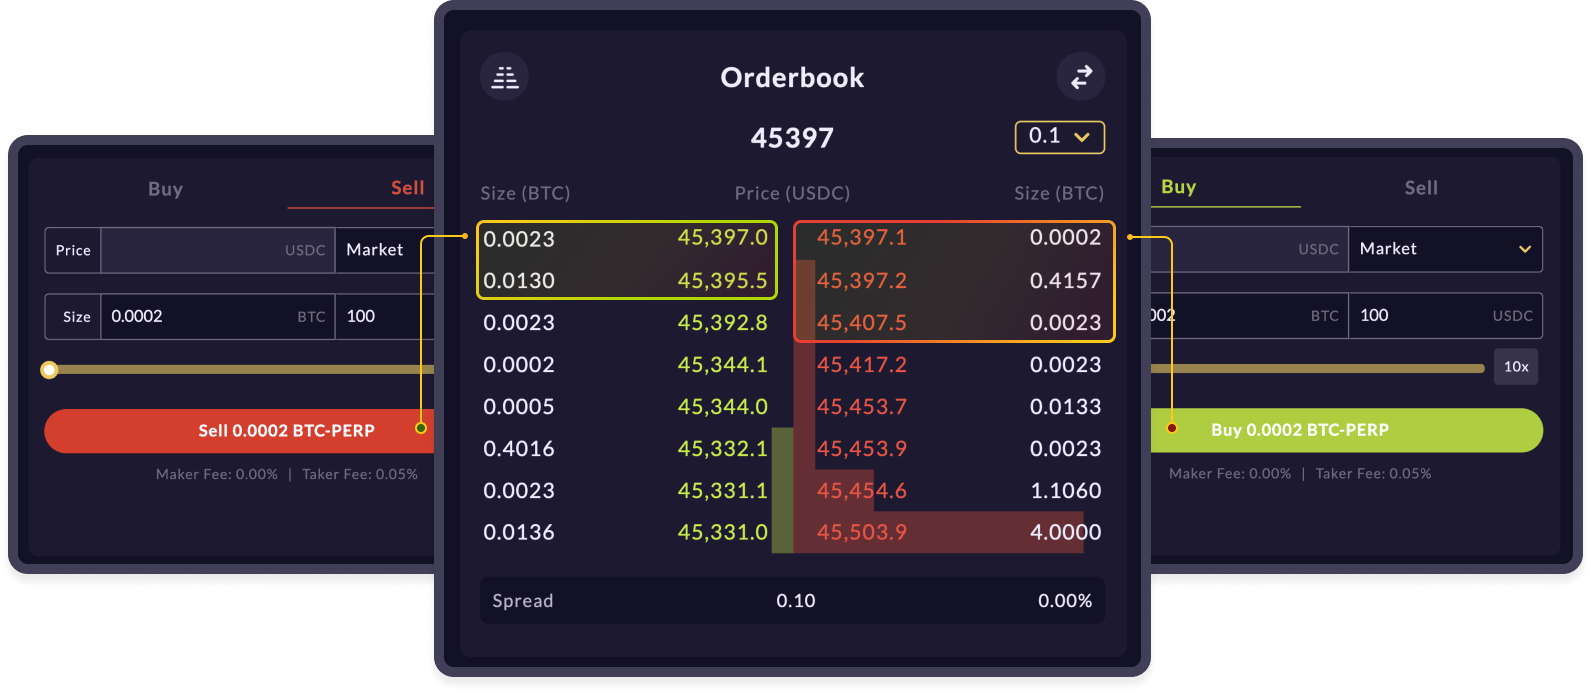 Buy Sell
Price USDC Market
Size 0.0002 BTC 100
Sell 0.0002 BTC-PERP
Maker Fee: 0.00% | Taker Fee: 0.05%
Orderbook
45397 0.1
Size (BTC) Price (USDC) Size (BTC)
0.0023 45,397.0 45,397.1 0.0002
0.0130 45,395.5 45,397.2 0.4157
0.0023 45,392.8 45,407.5 0.0023
0.0002 45,344.1 45,417.2 0.0023
0.0005 45,344.0 45,453.7 0.0133
0.4016 45,332.1 45,453.9 0.0023
0.0023 45,331.1 45,454.6 1.1060
0.0136 45,331.0 45,503.9 4.0000
Spread 0.10 0.00%
Buy Sell
USDC Market
002 BTC 100 USDC
10x
Buy 0.0002 BTC-PERP
Maker Fee: 0.00% | Taker Fee: 0.05%